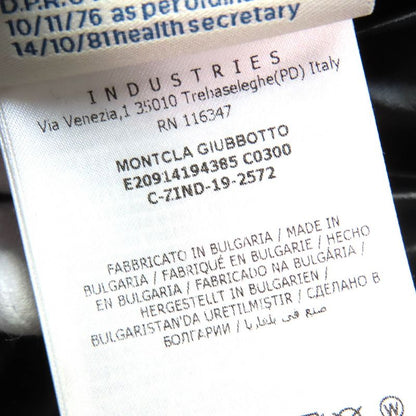 10/11/76 as per
14/10/81 health secretary
INDUSTRIES
Via Venezia,1 35010 Trebaseleghe(PD) Italy
RN 116347
MONTCLA GIUBBOTTO
E20914194385 C0300
C-ZIND-19-2572
FABBRICATO IN BULGARIA / MADE IN
BULGARIA / FABRIQUÉ EN BULGARIE / HECHO
EN BULGARIA / FABRICADO NA BULGÁRIA /
HERGESTELLT IN BULGARIEN /
BULGARISTAN'DA URETILMISTIR / СДЕЛАНО В
БОЛГАРИИ / صنع في بلغاريا
W